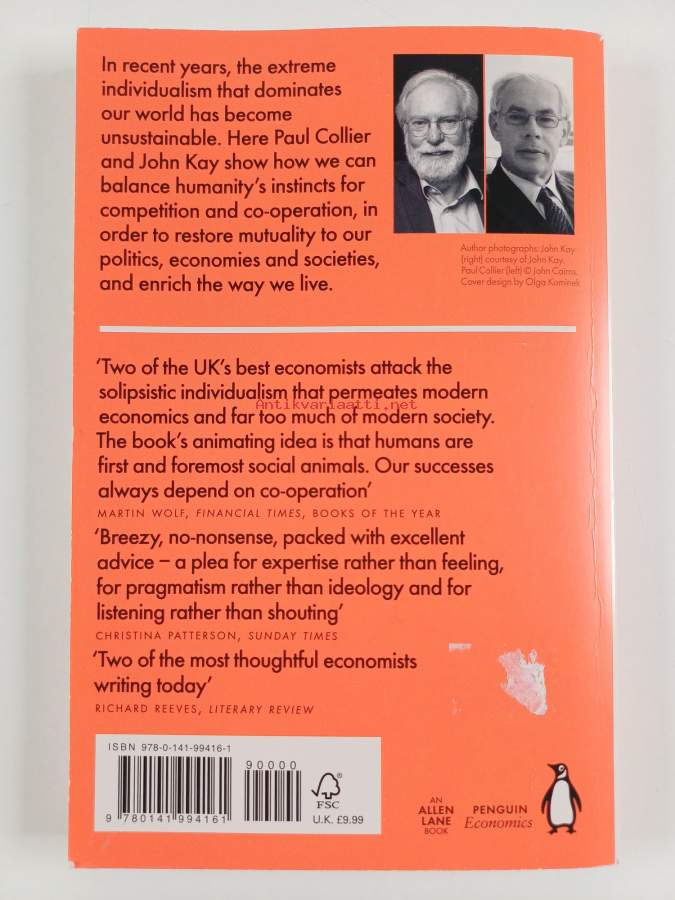 In recent years, the extreme
individualism that dominates
our world has become
unsustainable. Here Paul Collier
and John Kay show how we can
balance humanity's instincts for
competition and co-operation, in
order to restore mutuality to our
politics, economies and societies,
and enrich the way we live.
Author photographs: John Kay
(right) courtesy of John Kay.
Paul Collier (left) © John Cairns.
Cover design by Olga Kominek
'Two of the UK's best economists attack the
solipsistic individualism that permeates modern
economics and far too much of modern society.
Antikvariaatti.net
The book's animating idea is that humans are
first and foremost social animals. Our successes
always depend on co-operation'
MARTIN WOLF, FINANCIAL TIMES, BOOKS OF THE YEAR
'Breezy, no-nonsense, packed with excellent
advice – a plea for expertise rather than feeling,
for pragmatism rather than ideology and for
listening rather than shouting'
CHRISTINA PATTERSON, SUNDAY TIMES
'Two of the most thoughtful economists
writing today'
RICHARD REEVES, LITERARY REVIEW
ISBN 978-0-141-99416-1
90000
9 780141 994161
FSC
U.K. £9.99
AN
ALLEN
LANE
BOOK
PENGUIN
Economics